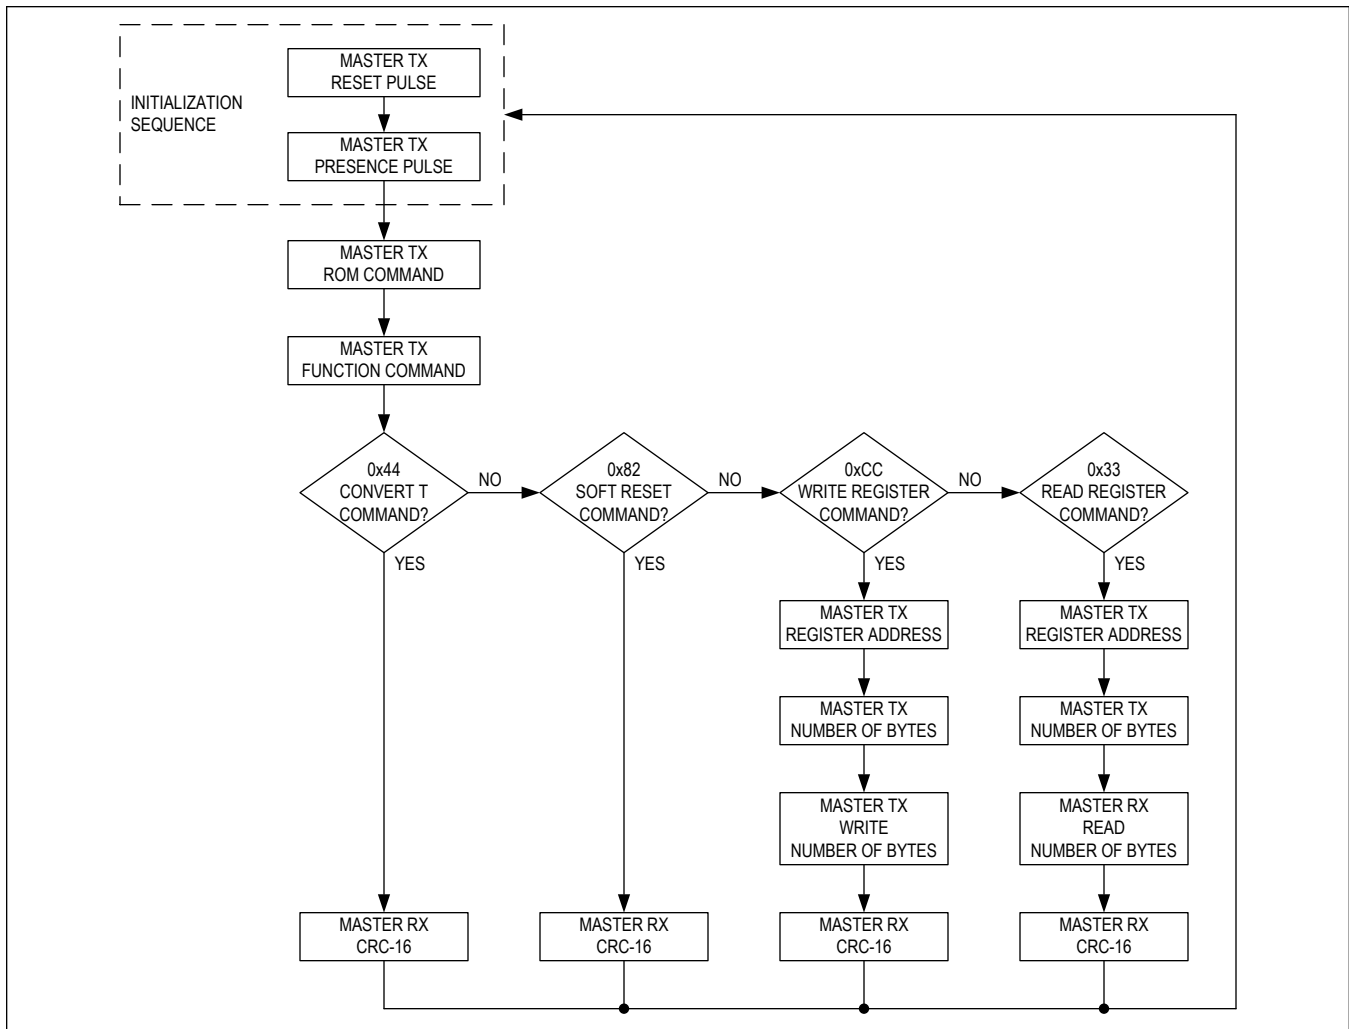 MASTER TX
RESET PULSE
INITIALIZATION
SEQUENCE
MASTER TX
PRESENCE PULSE
MASTER TX
ROM COMMAND
MASTER TX
FUNCTION COMMAND
0x44
CONVERT T
COMMAND?
NO
0x82
SOFT RESET
COMMAND?
NO
0xCC
WRITE REGISTER
COMMAND?
NO
0x33
READ REGISTER
COMMAND?
YES
YES
YES
YES
MASTER TX
REGISTER ADDRESS
MASTER TX
REGISTER ADDRESS
MASTER TX
NUMBER OF BYTES
MASTER TX
NUMBER OF BYTES
MASTER TX
WRITE
NUMBER OF BYTES
MASTER RX
READ
NUMBER OF BYTES
MASTER RX
CRC-16
MASTER RX
CRC-16
MASTER RX
CRC-16
MASTER RX
CRC-16